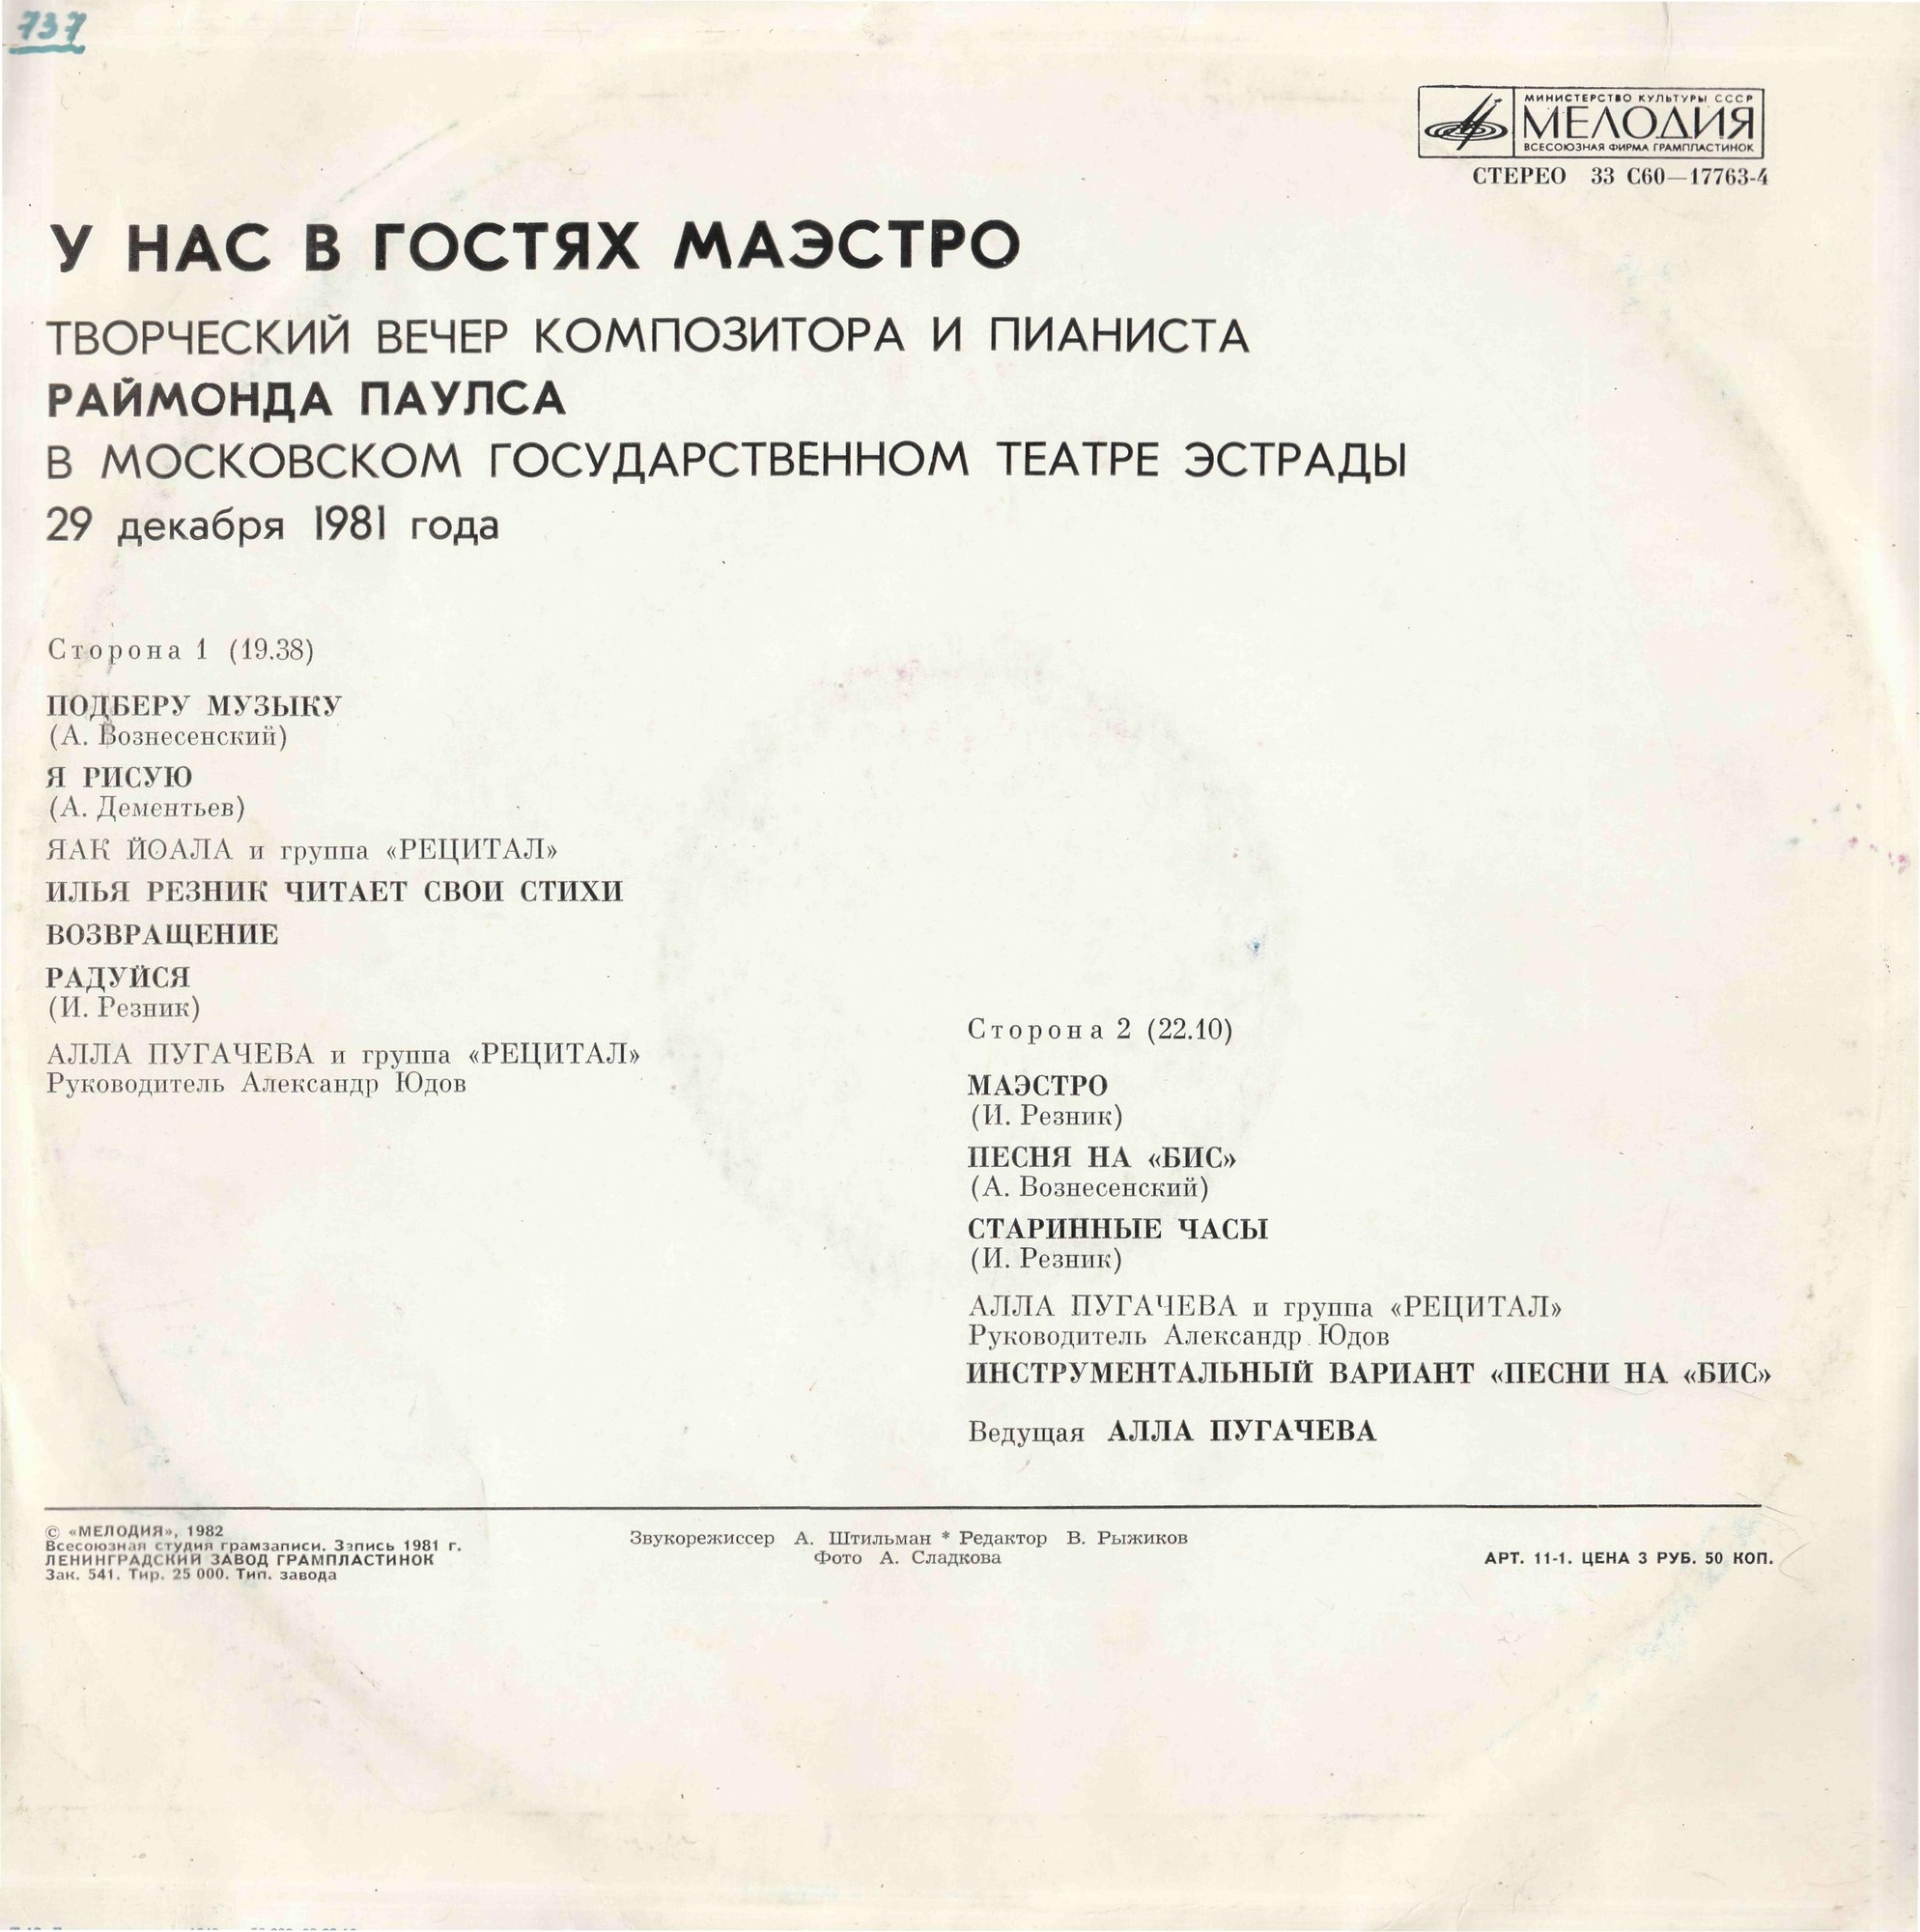 737
МИНИСТЕРСТВО КУЛЬТУРЫ СССР
МЕЛОДИЯ
ВСЕСОЮЗНАЯ ФИРМА ГРАМПЛАСТИНОК
СТЕРЕО 33 С60—17763-4
У НАС В ГОСТЯХ МАЭСТРО
ТВОРЧЕСКИЙ ВЕЧЕР КОМПОЗИТОРА И ПИАНИСТА
РАЙМОНДА ПАУЛСА
В МОСКОВСКОМ ГОСУДАРСТВЕННОМ ТЕАТРЕ ЭСТРАДЫ
29 декабря 1981 года
Сторона 1 (19.38)
ПОДБЕРУ МУЗЫКУ
(А. Вознесенский)
Я РИСУЮ
(А. Дементьев)
ЯАК ЙОАЛА и группа «РЕЦИТАЛ»
ИЛЬЯ РЕЗНИК ЧИТАЕТ СВОИ СТИХИ
ВОЗВРАЩЕНИЕ
РАДУЙСЯ
(И. Резник)
АЛЛА ПУГАЧЕВА и группа «РЕЦИТАЛ»
Руководитель Александр Юдов
Сторона 2 (22.10)
МАЭСТРО
(И. Резник)
ПЕСНЯ НА «БИС»
(А. Вознесенский)
СТАРИННЫЕ ЧАСЫ
(И. Резник)
АЛЛА ПУГАЧЕВА и группа «РЕЦИТАЛ»
Руководитель Александр Юдов
ИНСТРУМЕНТАЛЬНЫЙ ВАРИАНТ «ПЕСНИ НА «БИС»
Ведущая АЛЛА ПУГАЧЕВА
© «МЕЛОДИЯ», 1982
Всесоюзная студия грамзаписи. Запись 1981 г.
ЛЕНИНГРАДСКИЙ ЗАВОД ГРАМПЛАСТИНОК
Зак. 541. Тир. 25 000. Тип. завода
Звукорежиссер А. Штильман * Редактор В. Рыжиков
Фото А. Сладкова
АРТ. 11-1. ЦЕНА 3 РУБ. 50 КОП.